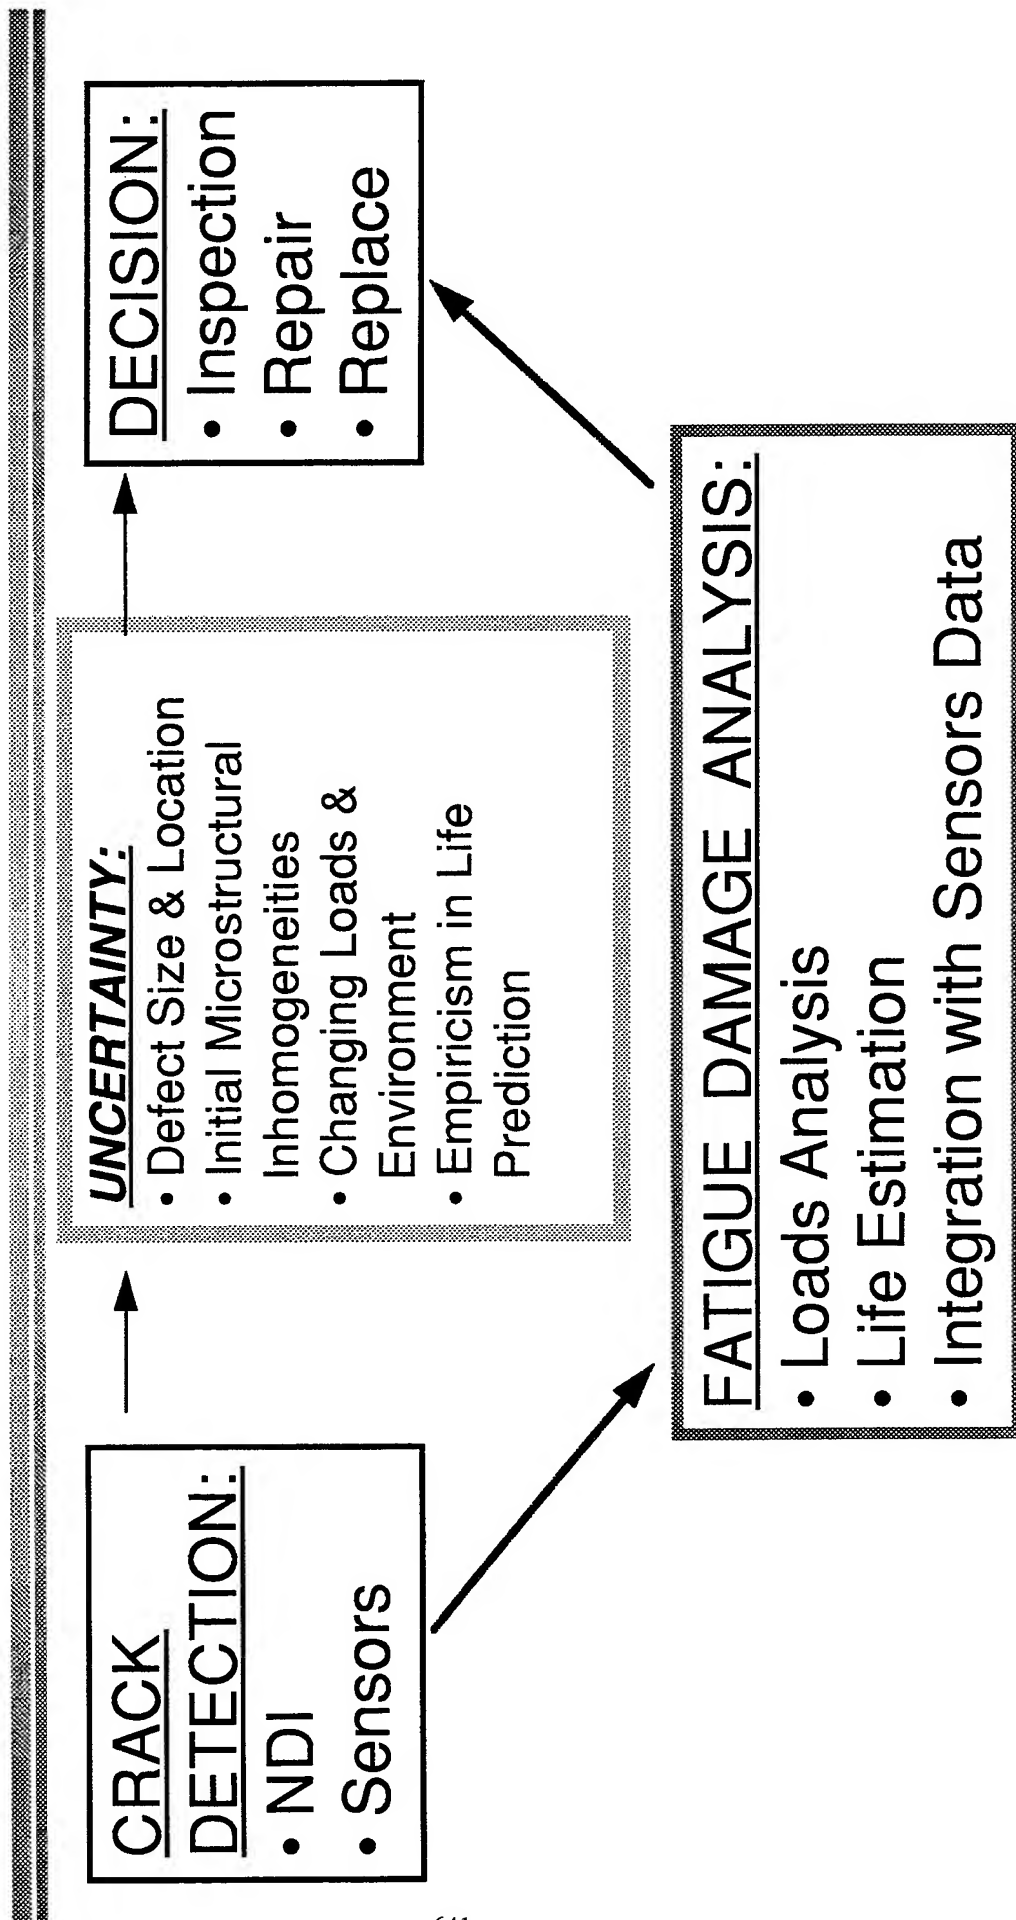 CRACK
DETECTION:
• NDI
• Sensors
UNCERTAINTY:
• Defect Size & Location
• Initial Microstructural
Inhomogeneities
• Changing Loads &
Environment
• Empiricism in Life
Prediction
DECISION:
• Inspection
• Repair
• Replace
FATIGUE DAMAGE ANALYSIS:
• Loads Analysis
• Life Estimation
• Integration with Sensors Data